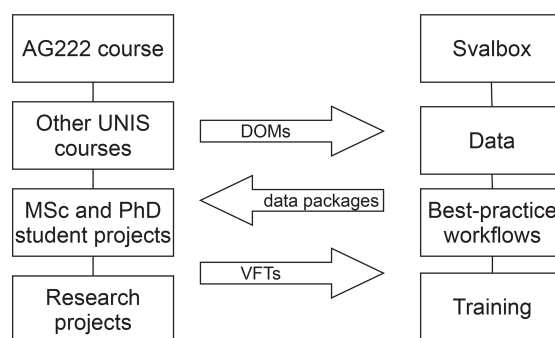 AG222 course
Other UNIS
courses
MSc and PhD
student projects
Research
projects
DOMs
data packages
VFTs
Svalbox
Data
Best-practice
workflows
Training